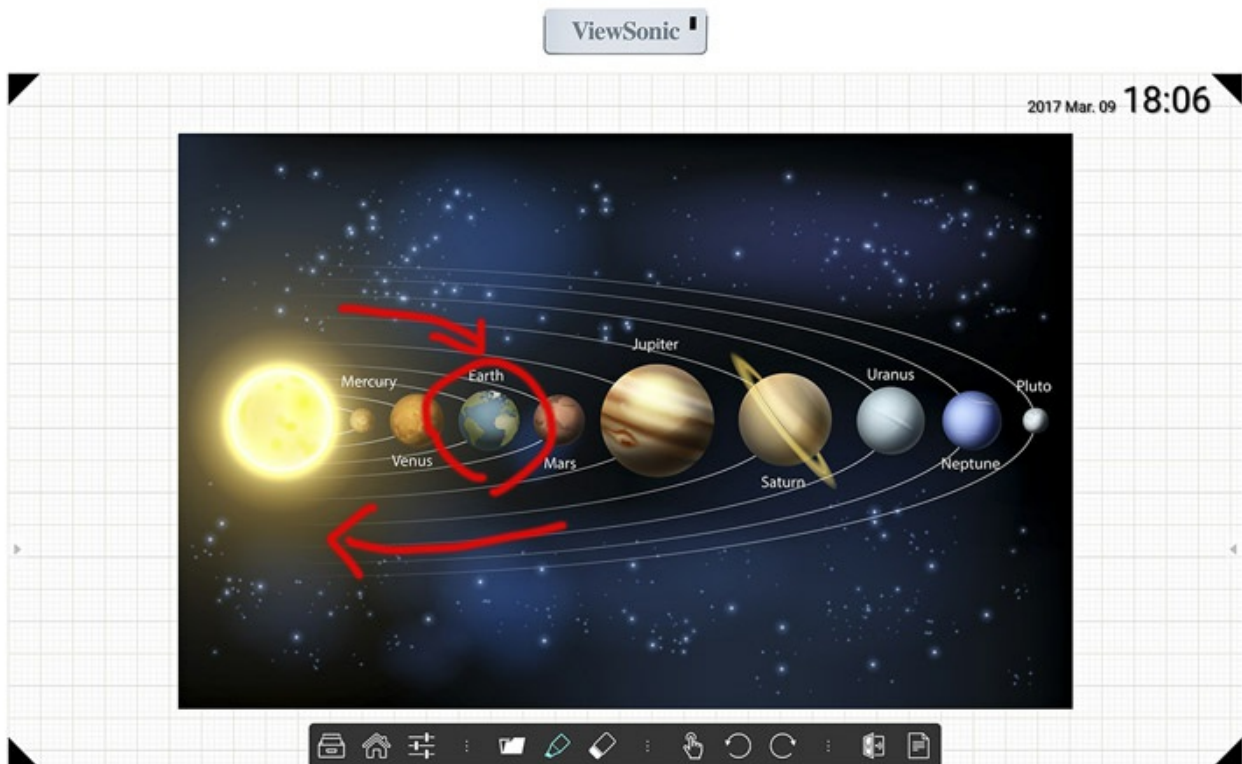 ViewSonic
2017 Mar. 09 18:06
Jupiter
Mercury
Earth
Uranus
Pluto
Venus
Mars
Saturn
Neptune